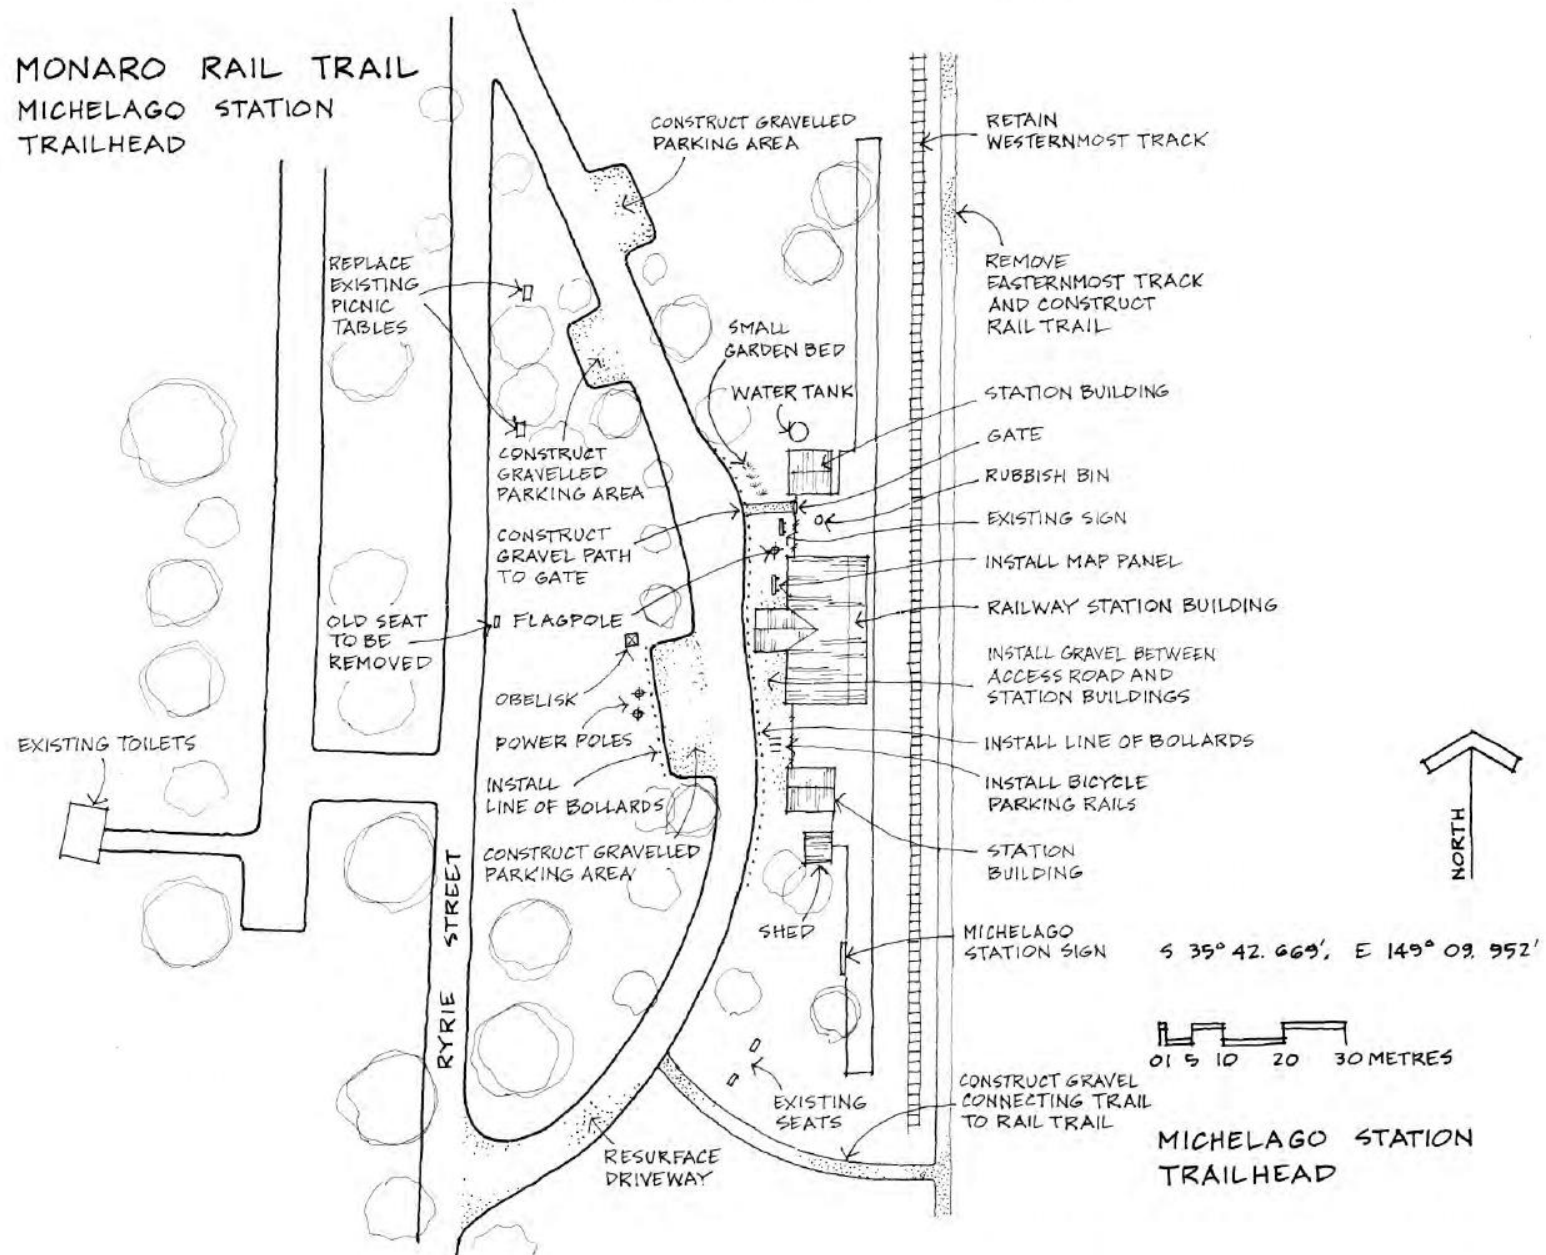 MONARO RAIL TRAIL
MICHELAGO STATION
TRAILHEAD
CONSTRUCT GRAVELLED
PARKING AREA
RETAIN
WESTERNMOST TRACK
REPLACE
EXISTING
PICNIC
TABLES
REMOVE
EASTERNMOST TRACK
AND CONSTRUCT
RAIL TRAIL
SMALL
GARDEN BED
WATER TANK
STATION BUILDING
GATE
RUBBISH BIN
EXISTING SIGN
INSTALL MAP PANEL
RAILWAY STATION BUILDING
INSTALL GRAVEL BETWEEN
ACCESS ROAD AND
STATION BUILDINGS
INSTALL LINE OF BOLLARDS
INSTALL BICYCLE
PARKING RAILS
STATION
BUILDING
CONSTRUCT
GRAVELLED
PARKING AREA
CONSTRUCT
GRAVEL PATH
TO GATE
OLD SEAT
TO BE
REMOVED
FLAGPOLE
OBELISK
POWER POLES
INSTALL
LINE OF BOLLARDS
CONSTRUCT GRAVELLED
PARKING AREA
EXISTING TOILETS
RYRIE STREET
SHED
MICHELAGO
STATION SIGN
EXISTING
SEATS
CONSTRUCT GRAVEL
CONNECTING TRAIL
TO RAIL TRAIL
RESURFACE
DRIVEWAY
NORTH
S 35° 42. 669', E 149° 09. 952'
01 5 10 20 30 METRES
MICHELAGO STATION
TRAILHEAD